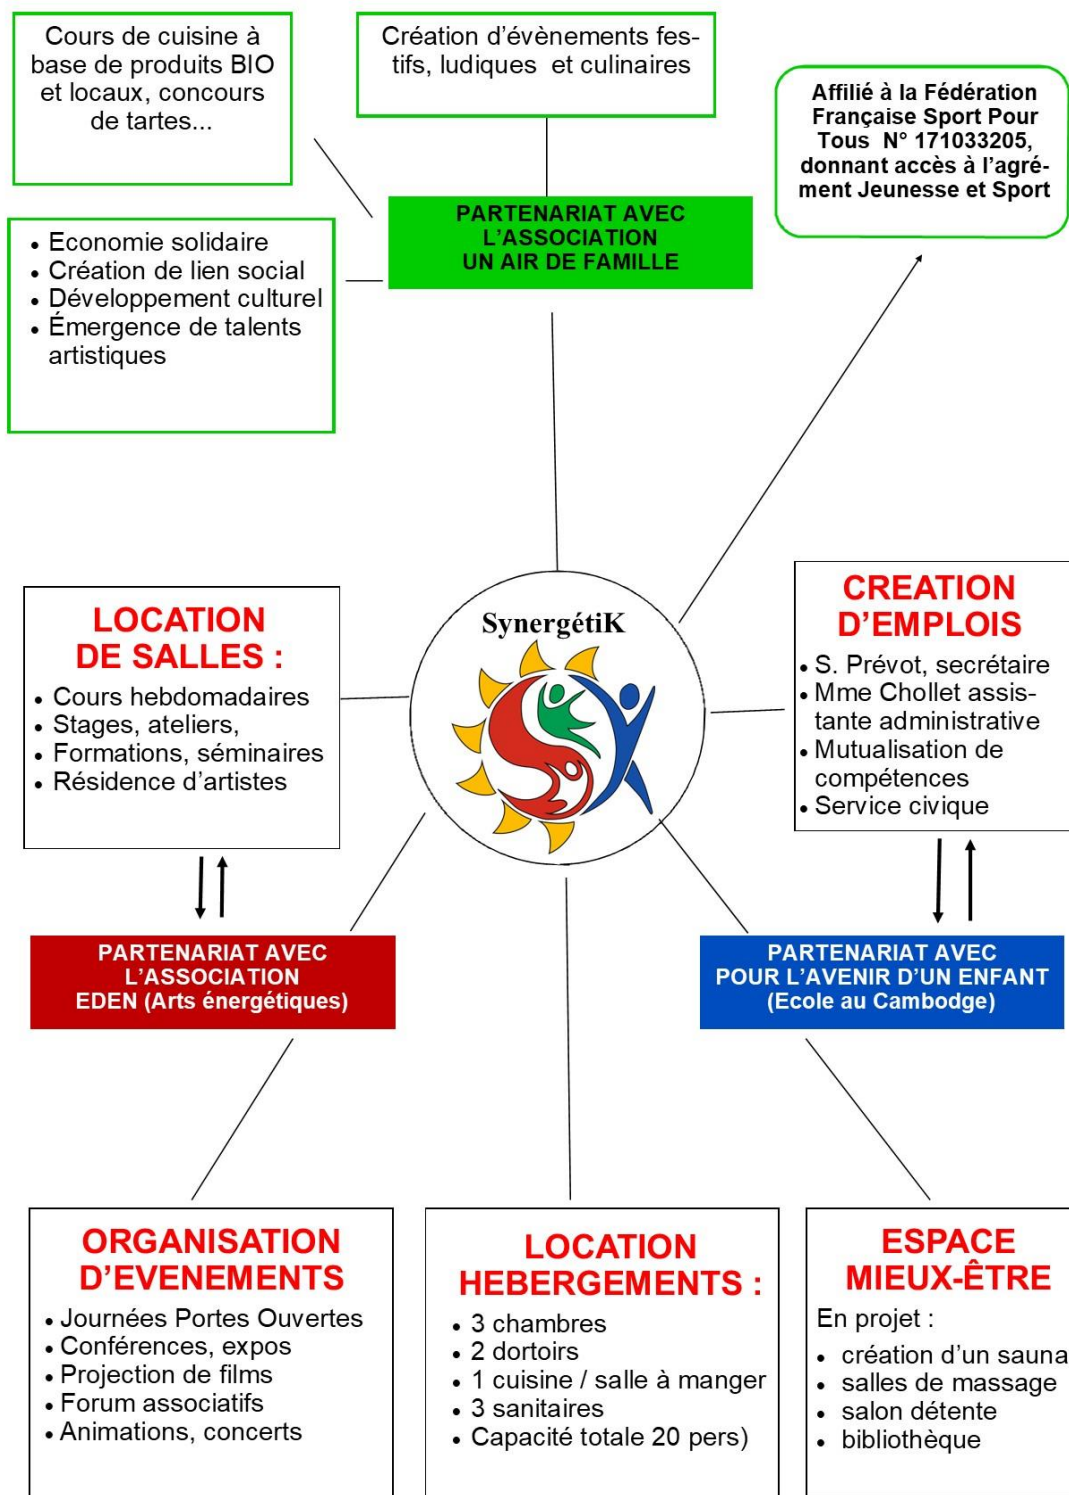 Cours de cuisine à
base de produits BIO
et locaux, concours
de tartes...
Création d’évènements fes-
tifs, ludiques  et culinaires
Affilié à la Fédération
Française Sport Pour
Tous  N° 171033205,
donnant accès à l’agré-
ment Jeunesse et Sport
PARTENARIAT AVEC
L’ASSOCIATION
UN AIR DE FAMILLE
• Economie solidaire
• Création de lien social
• Développement culturel
• Émergence de talents
artistiques
LOCATION
DE SALLES :
• Cours hebdomadaires
• Stages, ateliers,
• Formations, séminaires
• Résidence d’artistes
SynergétiK
CREATION
D’EMPLOIS
• S. Prévot, secrétaire
• Mme Chollet assis-
tante administrative
• Mutualisation de
compétences
• Service civique
PARTENARIAT AVEC
L’ASSOCIATION
EDEN (Arts énergétiques)
PARTENARIAT AVEC
POUR L’AVENIR D’UN ENFANT
(Ecole au Cambodge)
ORGANISATION
D’EVENEMENTS
• Journées Portes Ouvertes
• Conférences, expos
• Projection de films
• Forum associatifs
• Animations, concerts
LOCATION
HEBERGEMENTS :
• 3 chambres
• 2 dortoirs
• 1 cuisine / salle à manger
• 3 sanitaires
• Capacité totale 20 pers)
ESPACE
MIEUX-ÊTRE
En projet :
• création d’un sauna
• salles de massage
• salon détente
• bibliothèque